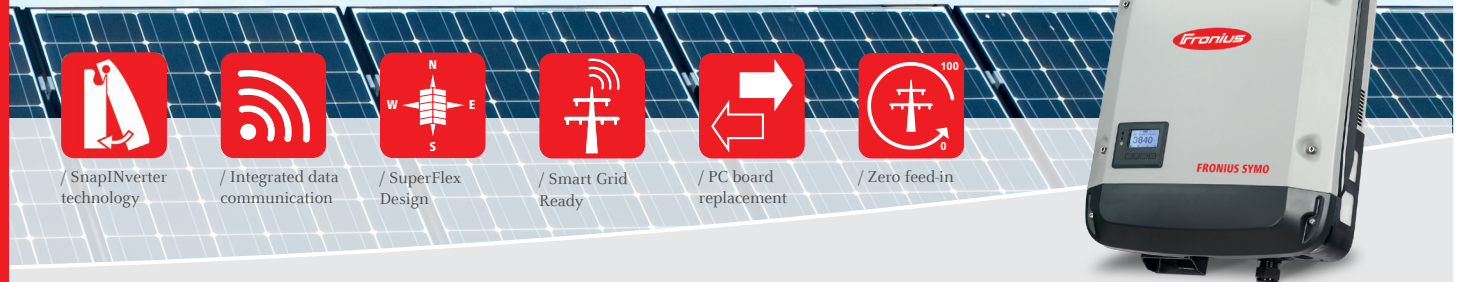 Fronius
N
W
E
S
100
0
3840
FRONIUS SYMO
/ SnapINverter
technology
/ Integrated data
communication
/ SuperFlex
Design
/ Smart Grid
Ready
/ PC board
replacement
/ Zero feed-in